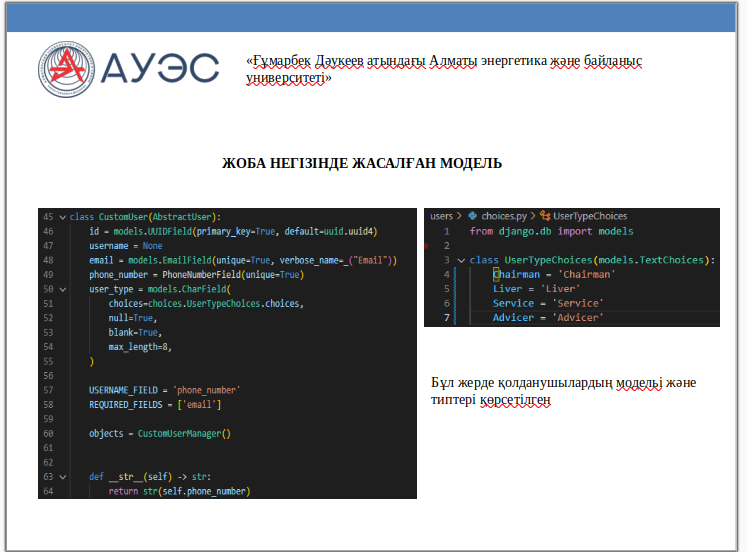 АУЭС
«Ғұмарбек Дәукеев атындағы Алматы энергетика және байланыс
университеті»
ЖОБА НЕГІЗІНДЕ ЖАСАЛҒАН МОДЕЛЬ
45 class CustomUser(AbstractUser):
46 id = models.UUIDField(primary_key=True, default=uuid.uuid4)
47 username = None
48 email = models.EmailField(unique=True, verbose_name=_("Email"))
49 phone_number = PhoneNumberField(unique=True)
50 user_type = models.CharField(
51 choices=choices.UserTypeChoices.choices,
52 null=True,
53 blank=True,
54 max_length=8,
55 )
56
57 USERNAME_FIELD = 'phone_number'
58 REQUIRED_FIELDS = ['email']
59
60 objects = CustomUserManager()
61
62
63 def __str__(self) -> str:
64 return str(self.phone_number)
users > choices.py > UserTypeChoices
1 from django.db import models
2
3 class UserTypeChoices(models.TextChoices):
4 Chairman = 'Chairman'
5 Liver = 'Liver'
6 Service = 'Service'
7 Advicer = 'Advicer'
Бұл жерде қолданушылардың модельі және
типтері көрсетілген